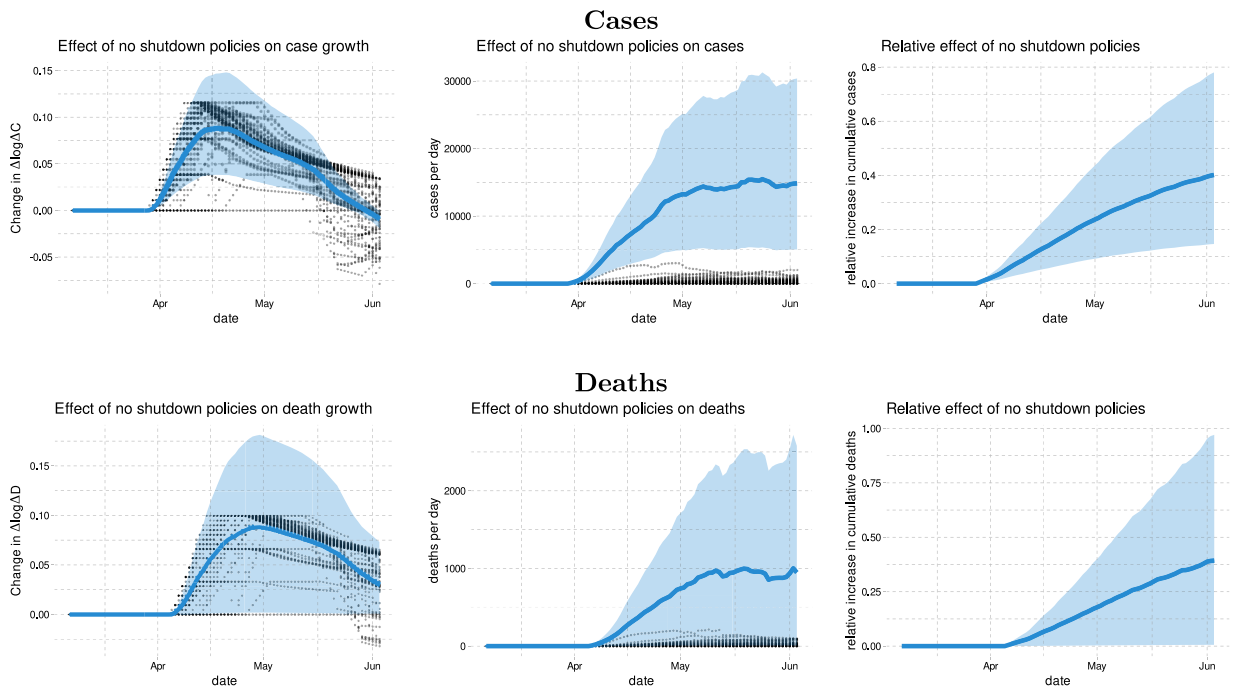 Cases
Effect of no shutdown policies on case growth
Effect of no shutdown policies on cases
Relative effect of no shutdown policies
Change in ΔlogΔC
0.15
0.10
0.05
0.00
-0.05
Apr
May
Jun
date
cases per day
30000
20000
10000
0
Apr
May
Jun
date
relative increase in cumulative cases
0.8
0.6
0.4
0.2
0.0
Apr
May
Jun
date
Deaths
Effect of no shutdown policies on death growth
Effect of no shutdown policies on deaths
Relative effect of no shutdown policies
Change in ΔlogΔD
0.15
0.10
0.05
0.00
Apr
May
Jun
date
deaths per day
2000
1000
0
Apr
May
Jun
date
relative increase in cumulative deaths
1.00
0.75
0.50
0.25
0.00
Apr
May
Jun
date